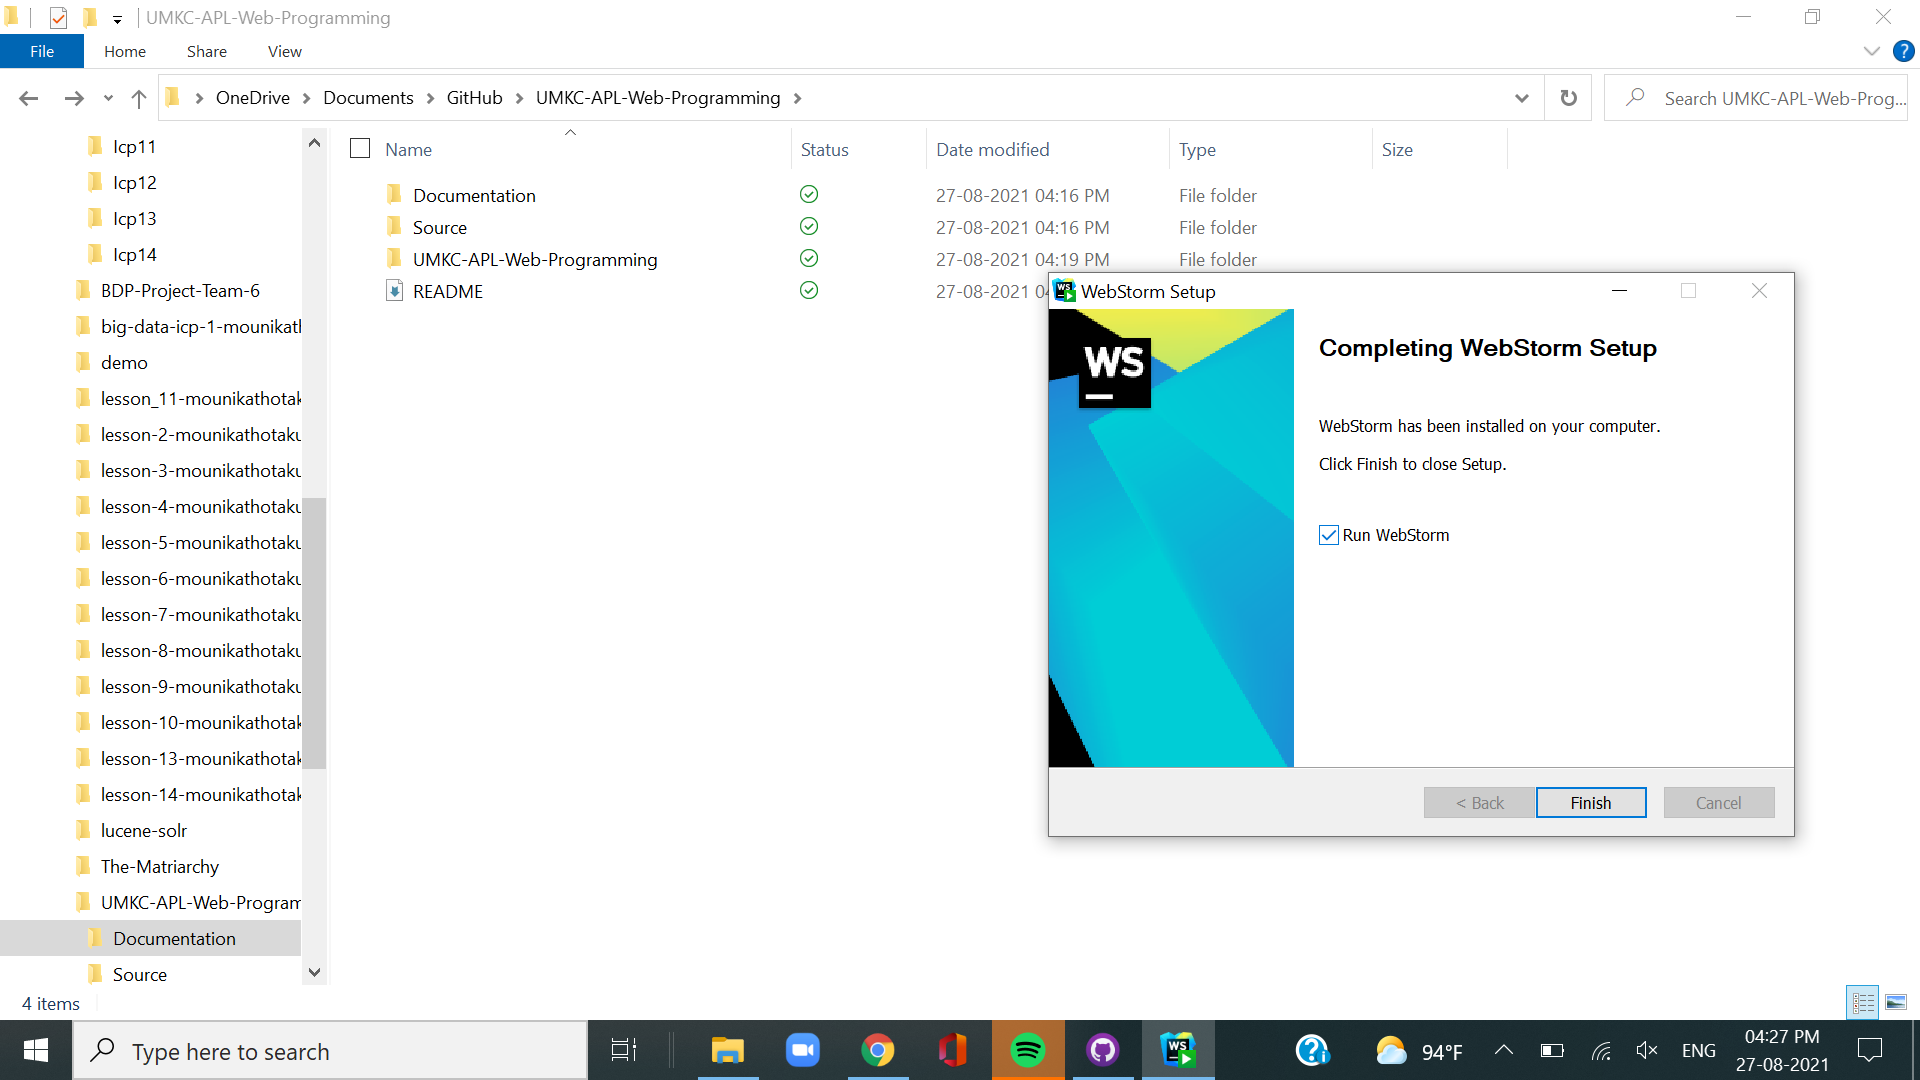 UMKC-APL-Web-Programming
File
Home
Share
View
OneDrive
Documents
GitHub
UMKC-APL-Web-Programming
Search UMKC-APL-Web-Prog...
Icp11
Icp12
Icp13
Icp14
BDP-Project-Team-6
big-data-icp-1-mounikatl
demo
lesson_11-mounikathotak
lesson-2-mounikathotaku
lesson-3-mounikathotaku
lesson-4-mounikathotaku
lesson-5-mounikathotaku
lesson-6-mounikathotaku
lesson-7-mounikathotaku
lesson-8-mounikathotaku
lesson-9-mounikathotaku
lesson-10-mounikathotak
lesson-13-mounikathotak
lesson-14-mounikathotak
lucene-solr
The-Matriarchy
UMKC-APL-Web-Program
Documentation
Source
Name
Status
Date modified
Type
Size
Documentation
27-08-2021 04:16 PM
File folder
Source
27-08-2021 04:16 PM
File folder
UMKC-APL-Web-Programming
27-08-2021 04:19 PM
File folder
README
27-08-2021 04
WS
WebStorm Setup
WS
Completing WebStorm Setup
WebStorm has been installed on your computer.
Click Finish to close Setup.
Run WebStorm
< Back
Finish
Cancel
4 items
Type here to search
WS
94°F
ENG
04:27 PM
27-08-2021